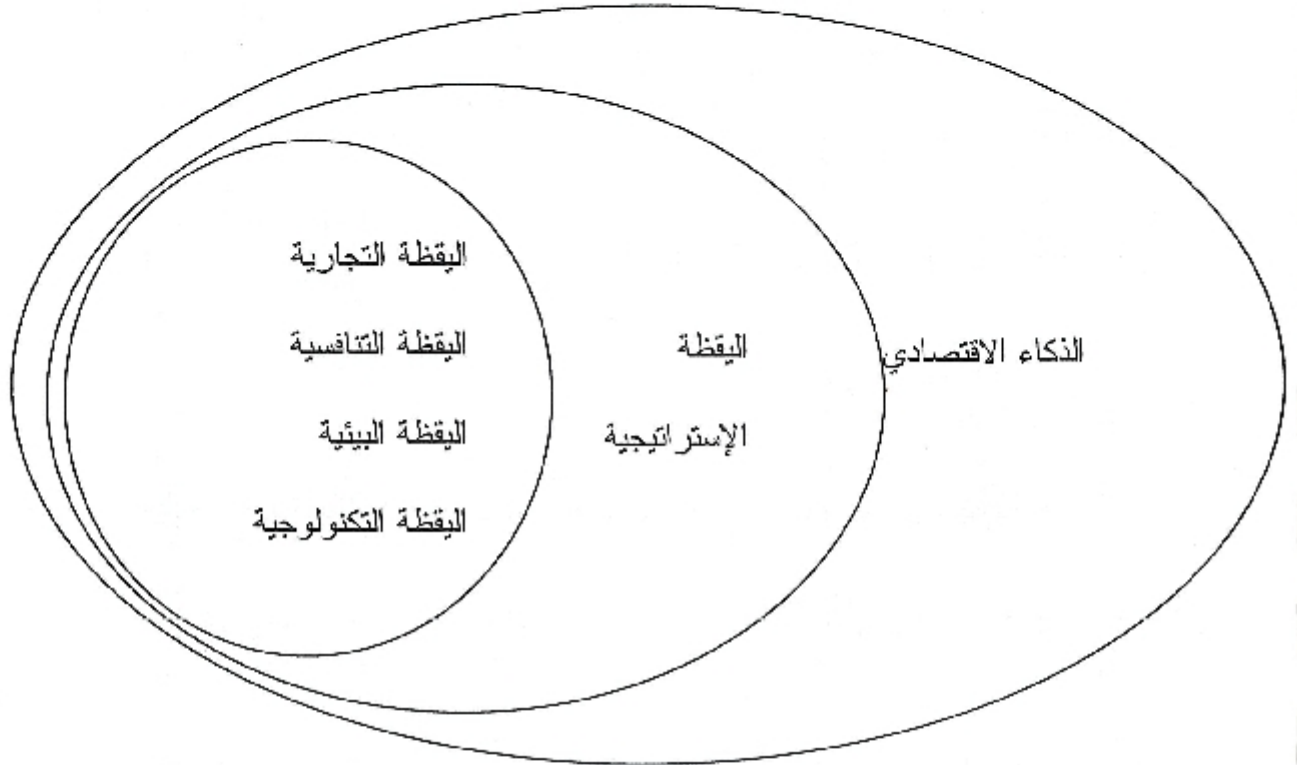 اليقظة التجارية
اليقظة التنافسية
اليقظة البيئية
اليقظة التكنولوجية
اليقظة
الإستراتيجية
الذكاء الاقتصادي